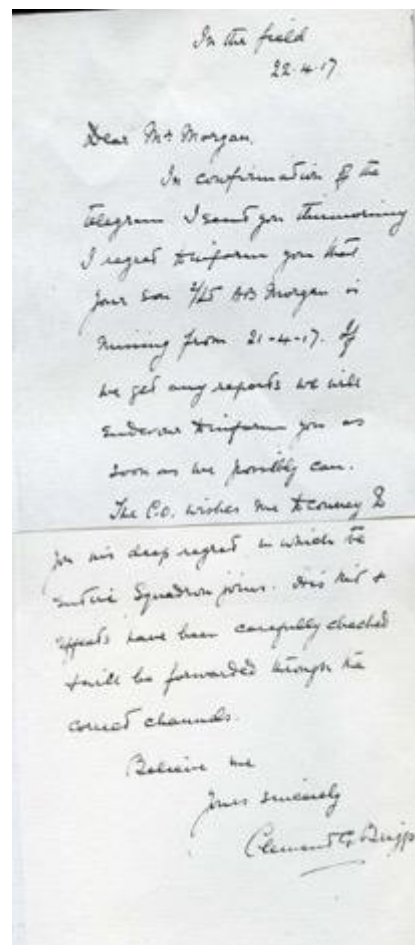 In the field
22-4-17
Dear Mr Morgan.
In confirmation of the
telegram I sent you this morning
I regret to inform you that
your son 2/Lt HB Morgan is
missing from 21-4-17. If
we get any reports we will
endevour to inform you as
soon as we possibly can.
The C.O. wishes me to convey to
you his deep regret in which the
entire Squadron joins. His kit &
effects have been carefully checked
& will be forwarded through the
correct channels.
Believe me
Yours sincerely
Clement G.